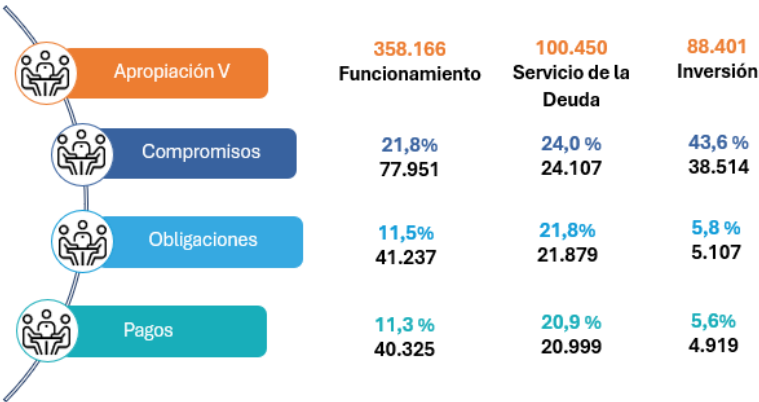 Apropiación V
358.166
Funcionamiento
100.450
Servicio de la
Deuda
88.401
Inversión
Compromisos
21,8%
77.951
24,0 %
24.107
43,6 %
38.514
Obligaciones
11,5%
41.237
21,8%
21.879
5,8 %
5.107
Pagos
11,3 %
40.325
20,9 %
20.999
5,6%
4.919